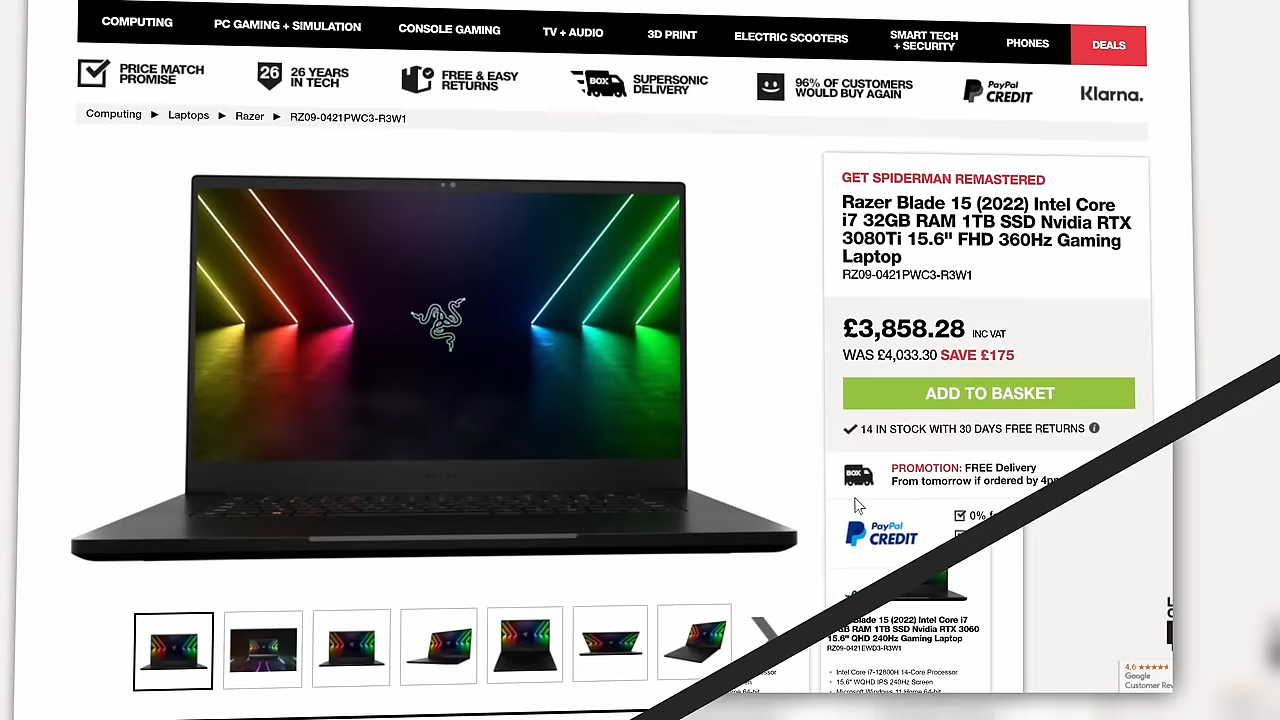 COMPUTING PC GAMING + SIMULATION CONSOLE GAMING TV + AUDIO 3D PRINT ELECTRIC SCOOTERS SMART TECH + SECURITY PHONES DEALS
PRICE MATCH PROMISE
26
26 YEARS IN TECH
FREE & EASY RETURNS
BOX
SUPERSONIC DELIVERY
96% OF CUSTOMERS WOULD BUY AGAIN
PayPal CREDIT
Klarna.
Computing ► Laptops ► Razer ► RZ09-0421PWC3-R3W1
GET SPIDERMAN REMASTERED
Razer Blade 15 (2022) Intel Core
i7 32GB RAM 1TB SSD Nvidia RTX
3080Ti 15.6" FHD 360Hz Gaming
Laptop
RZ09-0421PWC3-R3W1
£3,858.28 INC VAT
WAS £4,033.30 SAVE £175
ADD TO BASKET
14 IN STOCK WITH 30 DAYS FREE RETURNS
BOX
PROMOTION: FREE Delivery
From tomorrow if ordered by
PayPal CREDIT
0%
Blade 15 (2022) Intel Core i7
RAM 1TB SSD Nvidia RTX 3060
15.6" QHD 240Hz Gaming Laptop
RZ09-0421EWD3-R3W1
Intel Core i7-12800H 14-Core Processor
15.6" WQHD IPS 240Hz Screen
Microsoft Windows 11 Home 64-bit
4.6
Google
Customer